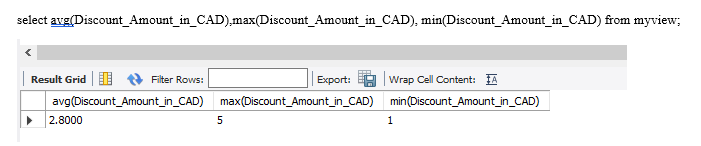 select avg(Discount_Amount_in_CAD),max(Discount_Amount_in_CAD), min(Discount_Amount_in_CAD) from myview;
Result Grid Filter Rows: Export: Wrap Cell Content: IA
avg(Discount_Amount_in_CAD) max(Discount_Amount_in_CAD) min(Discount_Amount_in_CAD)
2.8000 5 1